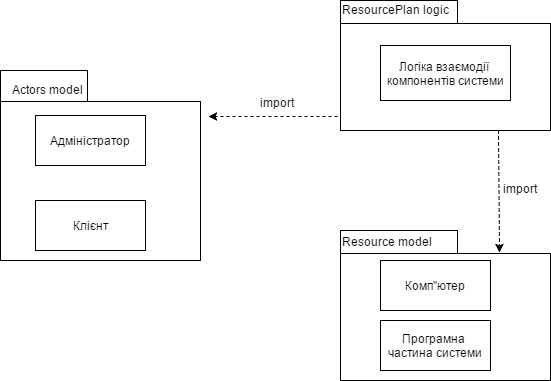 ResourcePlan logic
Логіка взаємодії
компонентів системи
import
Actors model
Адміністратор
Клієнт
import
Resource model
Комп"ютер
Програмна
частина системи